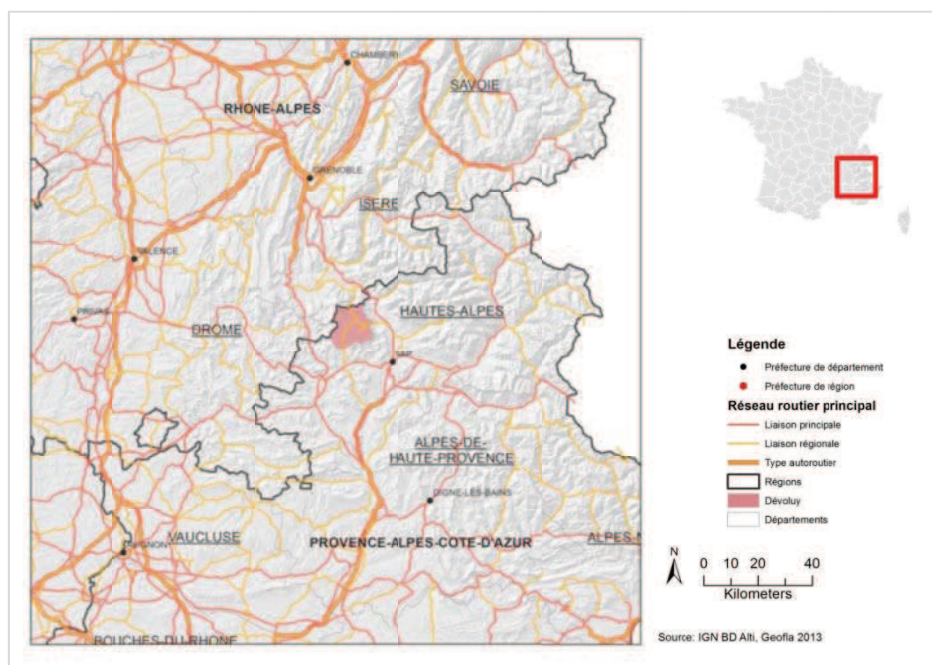 CHAMBERY
SAVOIE
RHONE-ALPES
GRENOBLE
ISERE
VALENCE
PRIVAS
DROME
HAUTES-ALPES
GAP
ALPES-DE-
HAUTE-PROVENCE
DIGNE-LES-BAINS
AVIGNON
VAUCLUSE
PROVENCE-ALPES-COTE-D'AZUR
ALPES-M
BOUCHES-DU-RHONE
Légende
Préfecture de département
Préfecture de région
Réseau routier principal
Liaison principale
Liaison régionale
Type autoroutier
Régions
Dévoluy
Départements
N
0 10 20 40
Kilometers
Source: IGN BD Alti, Geofla 2013